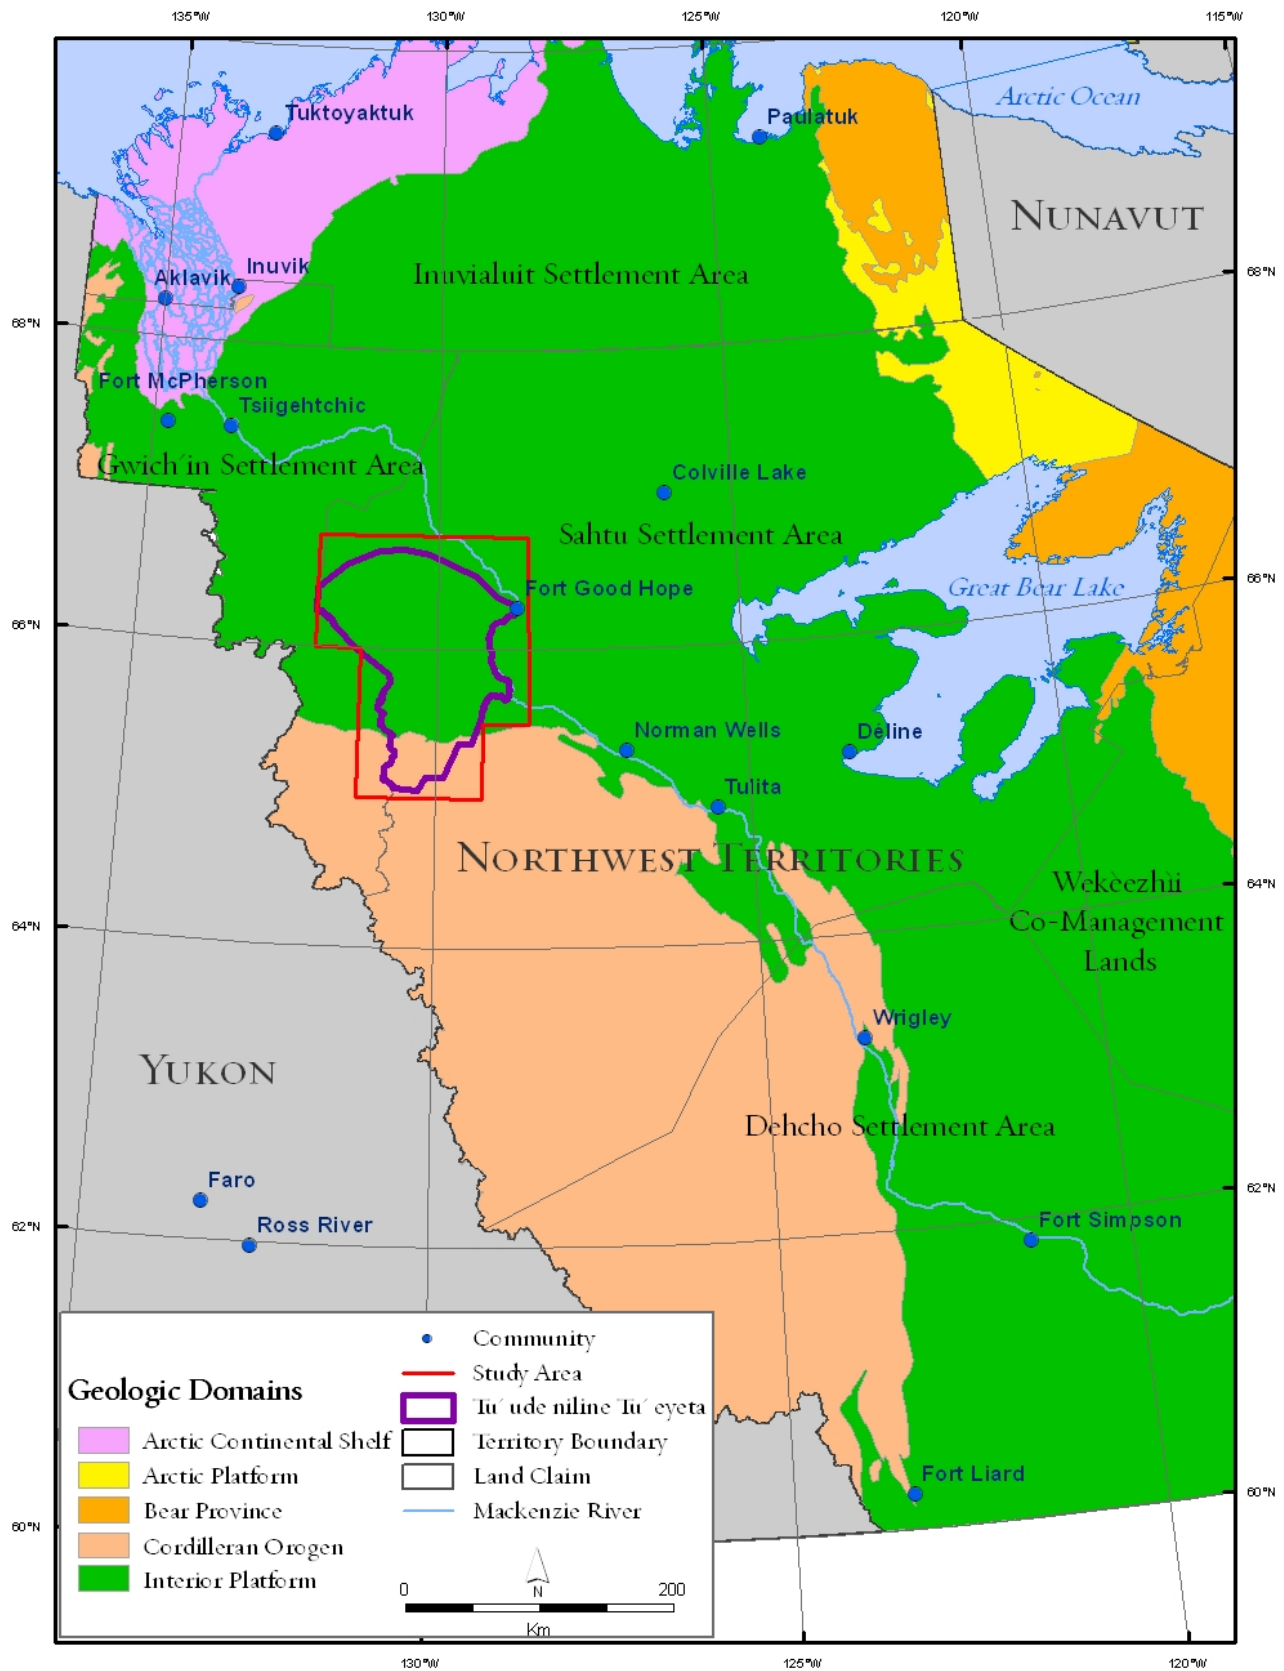 135°W 130°W 125°W 120°W 115°W
Arctic Ocean
Tuktoyaktuk
Paulatuk
NUNAVUT
Inuvik
Inuvialuit Settlement Area
68°N
Aklavik
68°N
Fort McPherson
Tsiigehtchic
Gwich'in Settlement Area
Colville Lake
Sahtu Settlement Area
66°N
Fort Good Hope
Great Bear Lake
66°N
Norman Wells
Déline
Tulita
NORTHWEST TERRITORIES
64°N
Wekèezhìi
Co-Management
Lands
64°N
Wrigley
YUKON
Dehcho Settlement Area
Faro
62°N
Ross River
Fort Simpson
62°N
Community
Study Area
Geologic Domains
Tu´ ude niline Tu´ eyeta
Arctic Continental Shelf
Territory Boundary
Arctic Platform
Land Claim
Fort Liard
60°N
Bear Province
Mackenzie River
60°N
Cordilleran Orogen
Interior Platform
0 N 200
Km
130°W 125°W 120°W